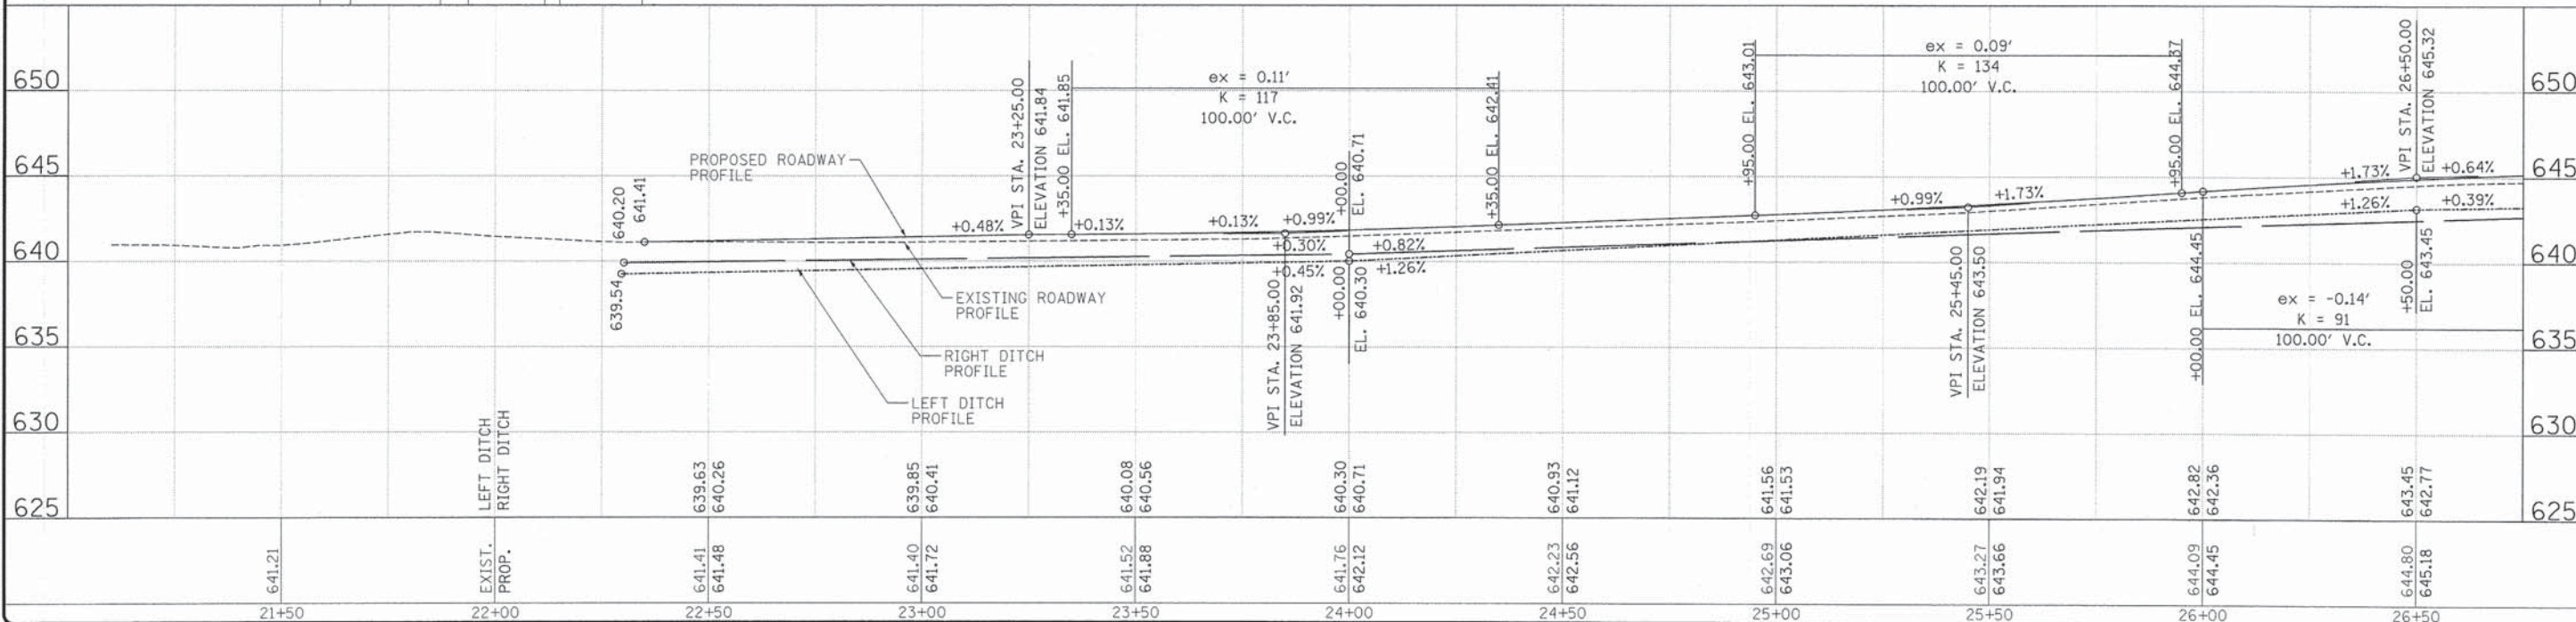 650
645
640
635
630
625
650
645
640
635
630
625
PROPOSED ROADWAY
PROFILE
EXISTING ROADWAY
PROFILE
RIGHT DITCH
PROFILE
LEFT DITCH
PROFILE
640.20
641.41
639.54
+0.48%
VPI STA. 23+25.00
ELEVATION 641.84
+35.00 EL. 641.85
+0.13%
ex = 0.11'
K = 117
100.00' V.C.
+0.13%
+0.99%
+0.30%
+0.82%
+0.45%
+1.26%
VPI STA. 23+85.00
ELEVATION 641.92
+00.00
EL. 640.71
+00.00
EL. 640.30
+35.00 EL. 642.41
+95.00 EL. 643.01
ex = 0.09'
K = 134
100.00' V.C.
+95.00 EL. 644.37
+0.99%
+1.73%
VPI STA. 25+45.00
ELEVATION 643.50
+00.00 EL. 644.45
ex = -0.14'
K = 91
100.00' V.C.
+1.73%
+0.64%
+1.26%
+0.39%
VPI STA. 26+50.00
ELEVATION 645.32
+50.00
EL. 643.45
LEFT DITCH
RIGHT DITCH
639.63
640.26
639.85
640.41
640.08
640.56
640.30
640.71
640.93
641.12
641.56
641.53
642.19
641.94
642.82
642.36
643.45
642.77
641.21
EXIST.
PROP.
641.41
641.48
641.40
641.72
641.52
641.88
641.76
642.12
642.23
642.56
642.69
643.06
643.27
643.66
644.09
644.45
644.80
645.18
21+50
22+00
22+50
23+00
23+50
24+00
24+50
25+00
25+50
26+00
26+50